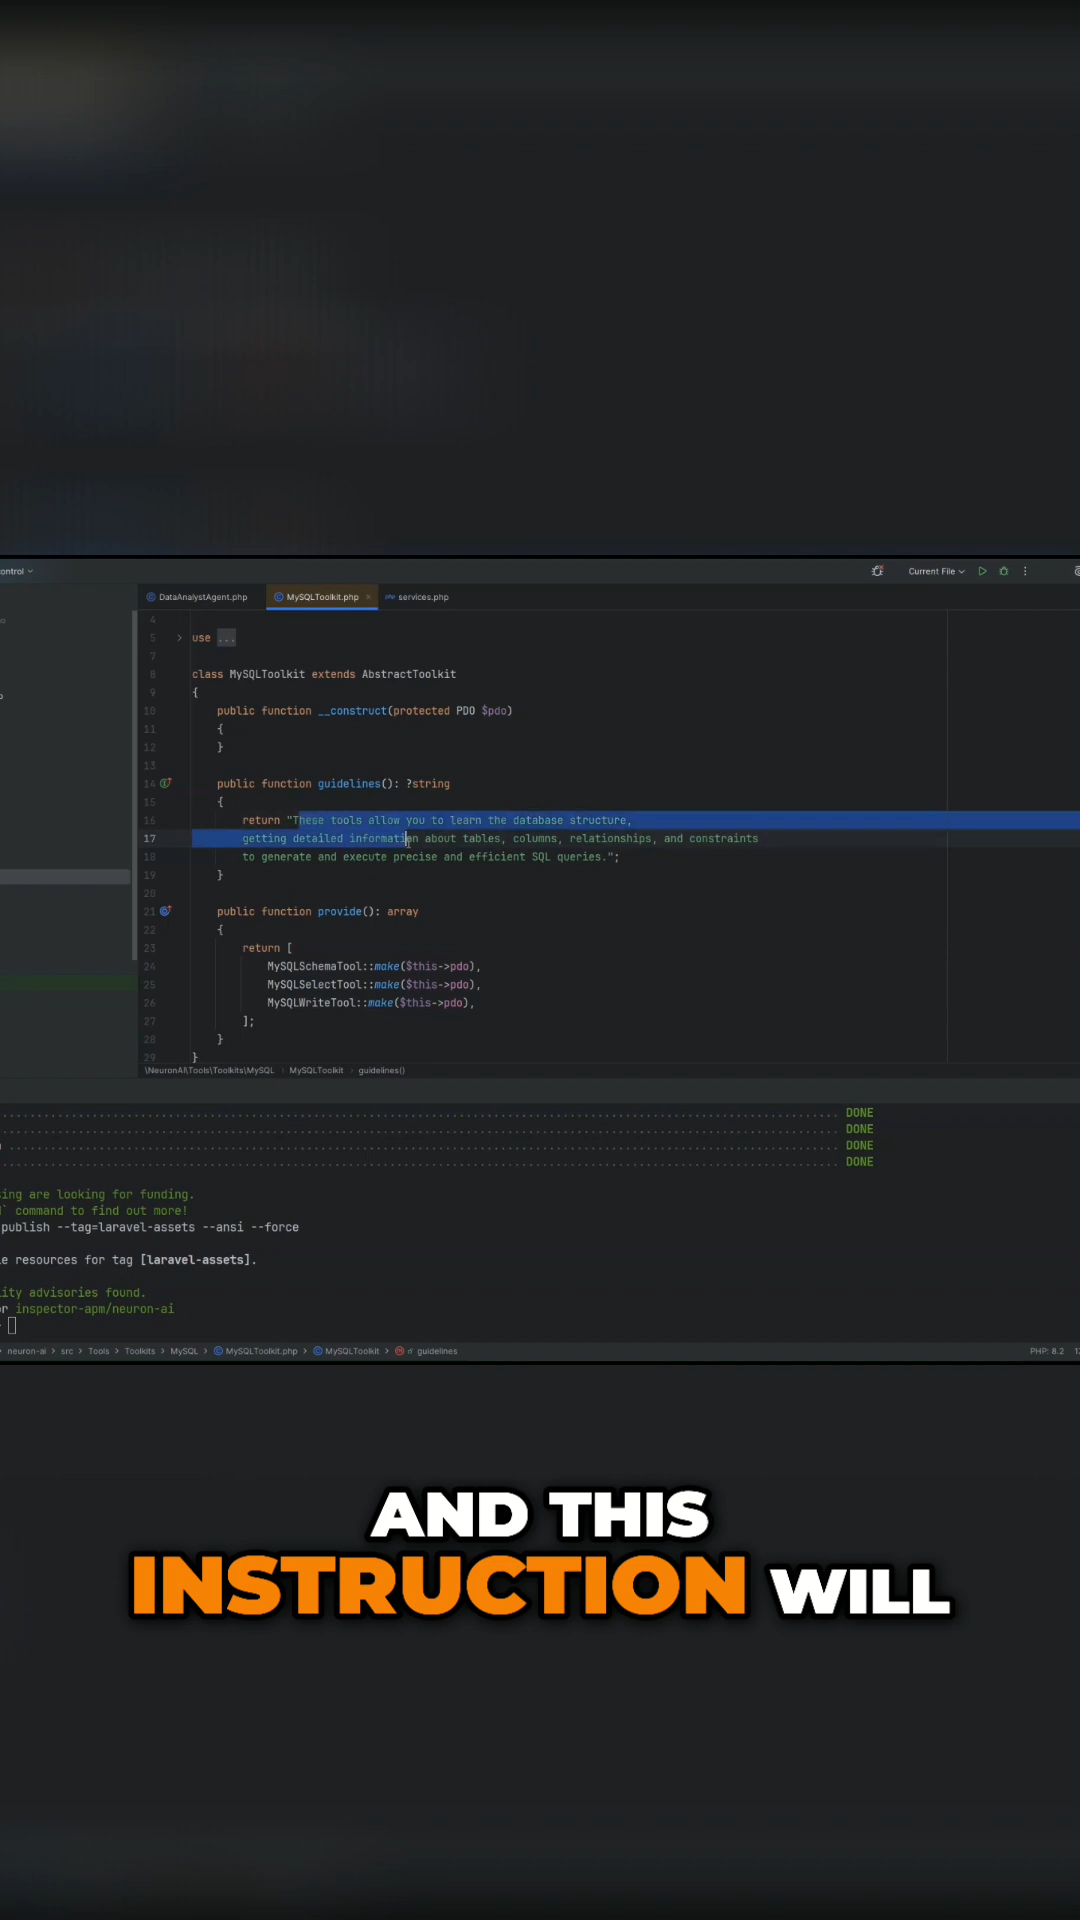 ontrol
Current File
DataAnalystAgent.php
MySQLToolkit.php
services.php
4
5 use ...
7
8 class MySQLToolkit extends AbstractToolkit
9 {
10 public function __construct(protected PDO $pdo)
11 {
12 }
13
14 public function guidelines(): ?string
15 {
16 return "These tools allow you to learn the database structure,
17 getting detailed information about tables, columns, relationships, and constraints
18 to generate and execute precise and efficient SQL queries.";
19 }
20
21 public function provide(): array
22 {
23 return [
24 MySQLSchemaTool::make($this->pdo),
25 MySQLSelectTool::make($this->pdo),
26 MySQLWriteTool::make($this->pdo),
27 ];
28 }
29 }
\NeuronAI\Tools\Toolkits\MySQL MySQLToolkit guidelines()
DONE
DONE
DONE
DONE
sing are looking for funding.
` command to find out more!
publish --tag=laravel-assets --ansi --force
le resources for tag [laravel-assets].
ity advisories found.
or inspector-apm/neuron-ai
neuron-ai > src > Tools > Toolkits > MySQL > MySQLToolkit.php > MySQLToolkit > guidelines
PHP: 8.2
AND THIS
INSTRUCTION WILL